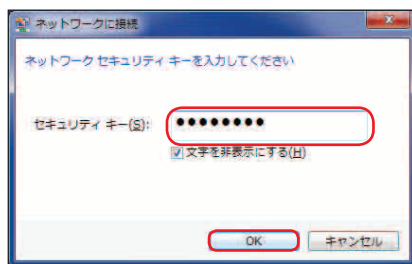 ネットワークに接続
ネットワーク セキュリティ キーを入力してください
セキュリティ キー(S):
●●●●●●●●
文字を非表示にする(H)
OK
キャンセル